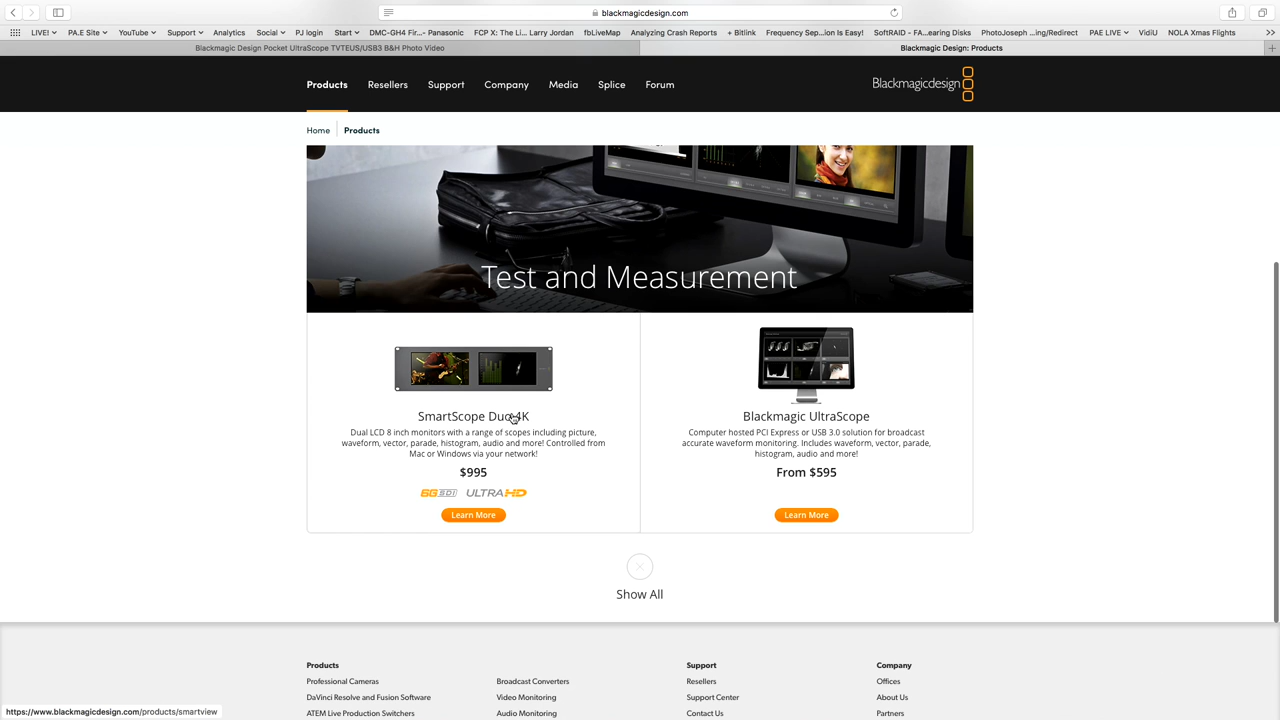 blackmagicdesign.com
LIVE! PA.E Site YouTube Support Analytics Social PJ login Start DMC-GH4 Fir...- Panasonic FCP X: The Li... Larry Jordan fbLiveMap Analyzing Crash Reports + Bitlink Frequency Sep...ion Is Easy! SoftRAID - FA...earing Disks PhotoJoseph ...ing/Redirect PAE LIVE VidiU NOLA Xmas Flights
Blackmagic Design Pocket UltraScope TVTEUS/USB3 B&H Photo Video
Blackmagic Design: Products
Products Resellers Support Company Media Splice Forum
Blackmagicdesign
Home Products
Test and Measurement
SmartScope Duo 4K
Dual LCD 8 inch monitors with a range of scopes including picture,
waveform, vector, parade, histogram, audio and more! Controlled from
Mac or Windows via your network!
$995
6G SDI ULTRA HD
Learn More
Blackmagic UltraScope
Computer hosted PCI Express or USB 3.0 solution for broadcast
accurate waveform monitoring. Includes waveform, vector, parade,
histogram, audio and more!
From $595
Learn More
Show All
Products
Professional Cameras
DaVinci Resolve and Fusion Software
ATEM Live Production Switchers
Broadcast Converters
Video Monitoring
Audio Monitoring
Support
Resellers
Support Center
Contact Us
Company
Offices
About Us
Partners
https://www.blackmagicdesign.com/products/smartview